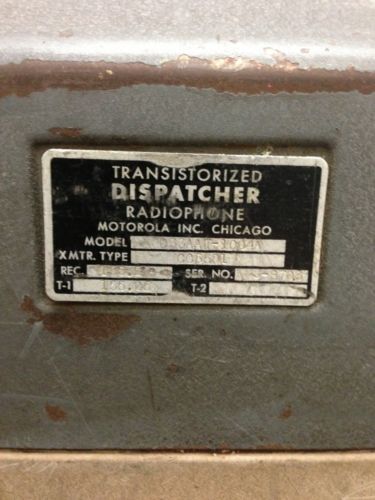 TRANSISTORIZED
DISPATCHER
RADIOPHONE
MOTOROLA INC. CHICAGO
MODEL
XMTR. TYPE
REC. SER. NO.
T-1 T-2